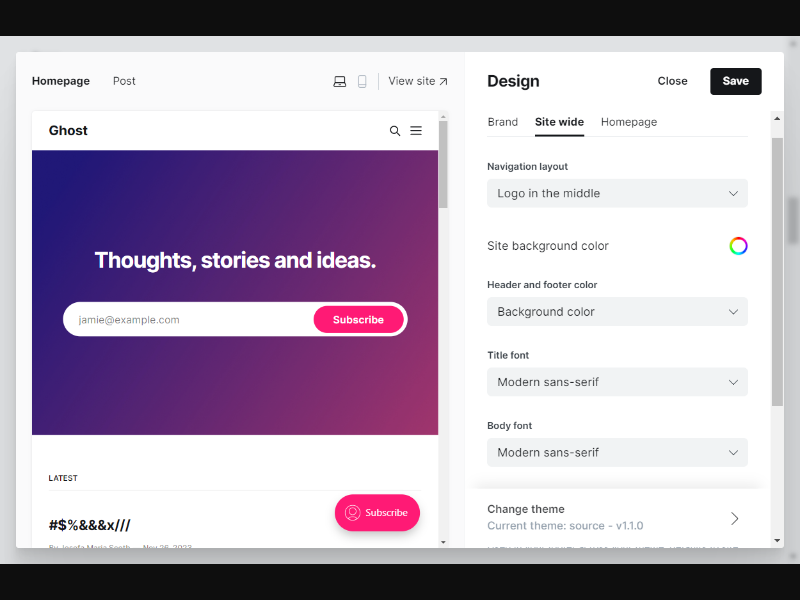 Homepage Post View site
Ghost
Thoughts, stories and ideas.
jamie@example.com Subscribe
LATEST
#$%&&&x///
Subscribe
Design Close Save
Brand Site wide Homepage
Navigation layout
Logo in the middle
Site background color
Header and footer color
Background color
Title font
Modern sans-serif
Body font
Modern sans-serif
Change theme
Current theme: source - v1.1.0